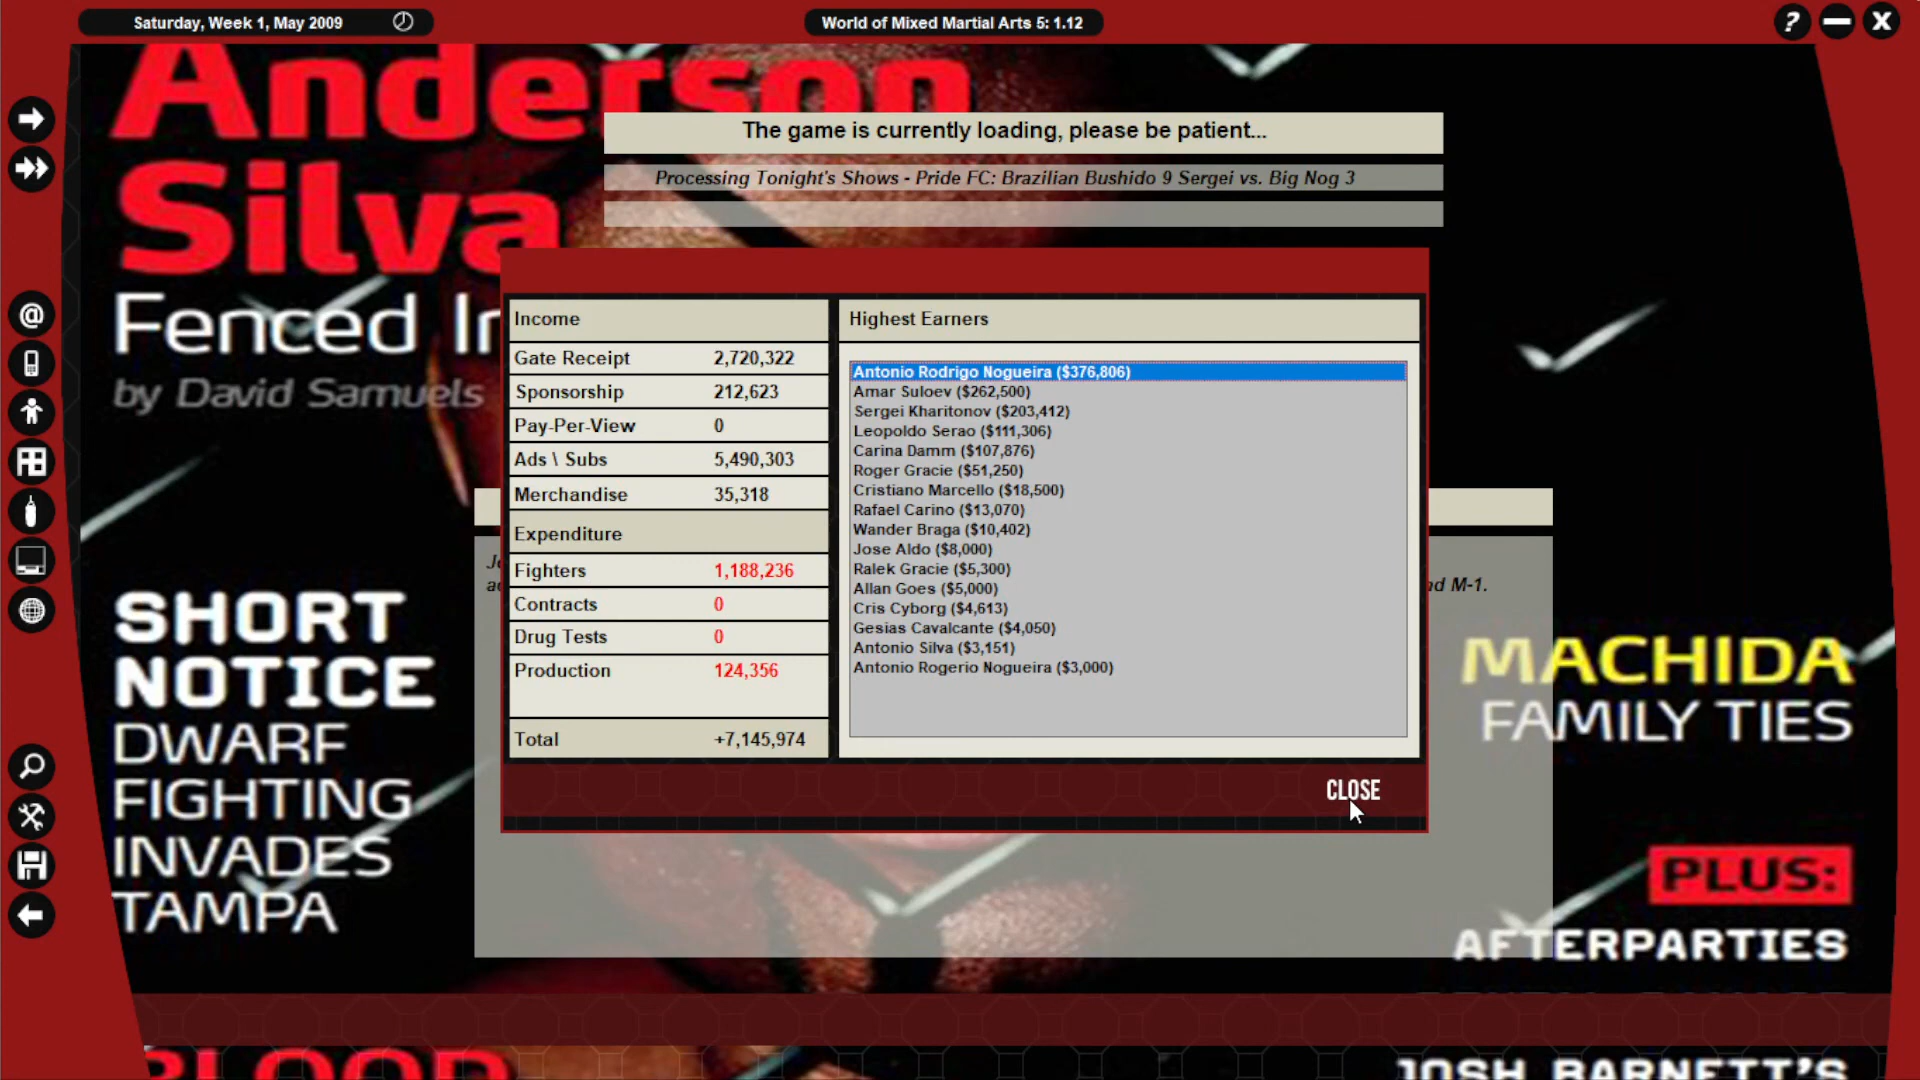 Saturday, Week 1, May 2009
World of Mixed Martial Arts 5: 1.12
?
X
Anderson
Silva
Fenced In
by David Samuels
The game is currently loading, please be patient...
Processing Tonight's Shows - Pride FC: Brazilian Bushido 9 Sergei vs. Big Nog 3
Income
Gate Receipt 2,720,322
Sponsorship 212,623
Pay-Per-View 0
Ads \ Subs 5,490,303
Merchandise 35,318
Expenditure
Fighters 1,188,236
Contracts 0
Drug Tests 0
Production 124,356
Total +7,145,974
Highest Earners
Antonio Rodrigo Nogueira ($376,806)
Amar Suloev ($262,500)
Sergei Kharitonov ($203,412)
Leopoldo Serao ($111,306)
Carina Damm ($107,876)
Roger Gracie ($51,250)
Cristiano Marcello ($18,500)
Rafael Carino ($13,070)
Wander Braga ($10,402)
Jose Aldo ($8,000)
Ralek Gracie ($5,300)
Allan Goes ($5,000)
Cris Cyborg ($4,613)
Gesias Cavalcante ($4,050)
Antonio Silva ($3,151)
Antonio Rogerio Nogueira ($3,000)
CLOSE
M-1.
SHORT
NOTICE
DWARF
FIGHTING
INVADES
TAMPA
MACHIDA
FAMILY TIES
PLUS:
AFTERPARTIES
BLOOD
JOSH BARNETT'S